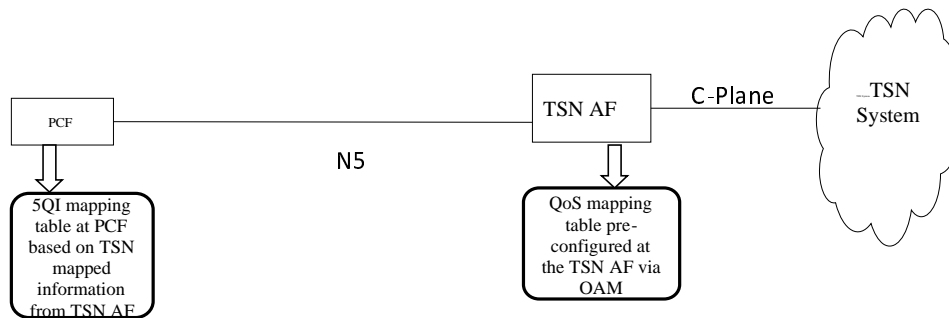 C-Plane
TSN
System
TSN AF
PCF
N5
5QI mapping
table at PCF
based on TSN
mapped
information
from TSN AF
QoS mapping
table pre-
configured at
the TSN AF via
OAM